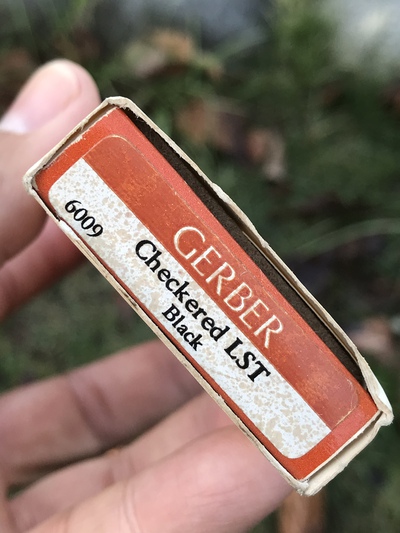 GERBER
6009
Checkered LST
Black